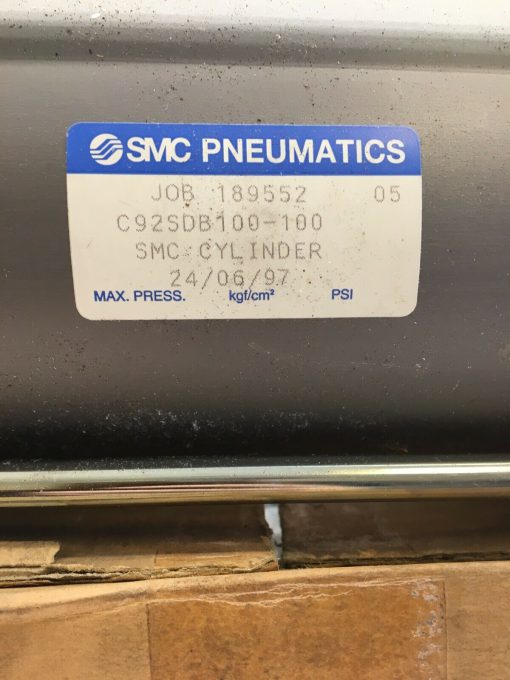 SMC PNEUMATICS
JOB 189552 05
C92SDB100-100
SMC CYLINDER
24/06/97
MAX. PRESS. kgf/cm² PSI